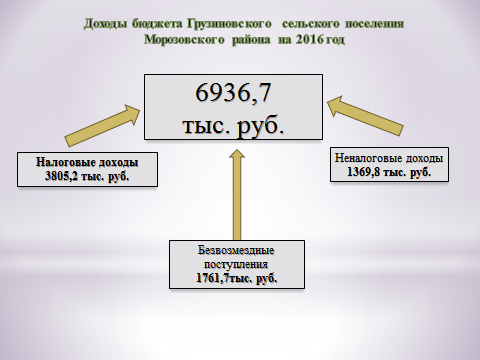 Доходы бюджета Грузиновского сельского поселения
Морозовского района на 2016 год
6936,7
тыс. руб.
Налоговые доходы
3805,2 тыс. руб.
Неналоговые доходы
1369,8 тыс. руб.
Безвозмездные
поступления
1761,7тыс. руб.